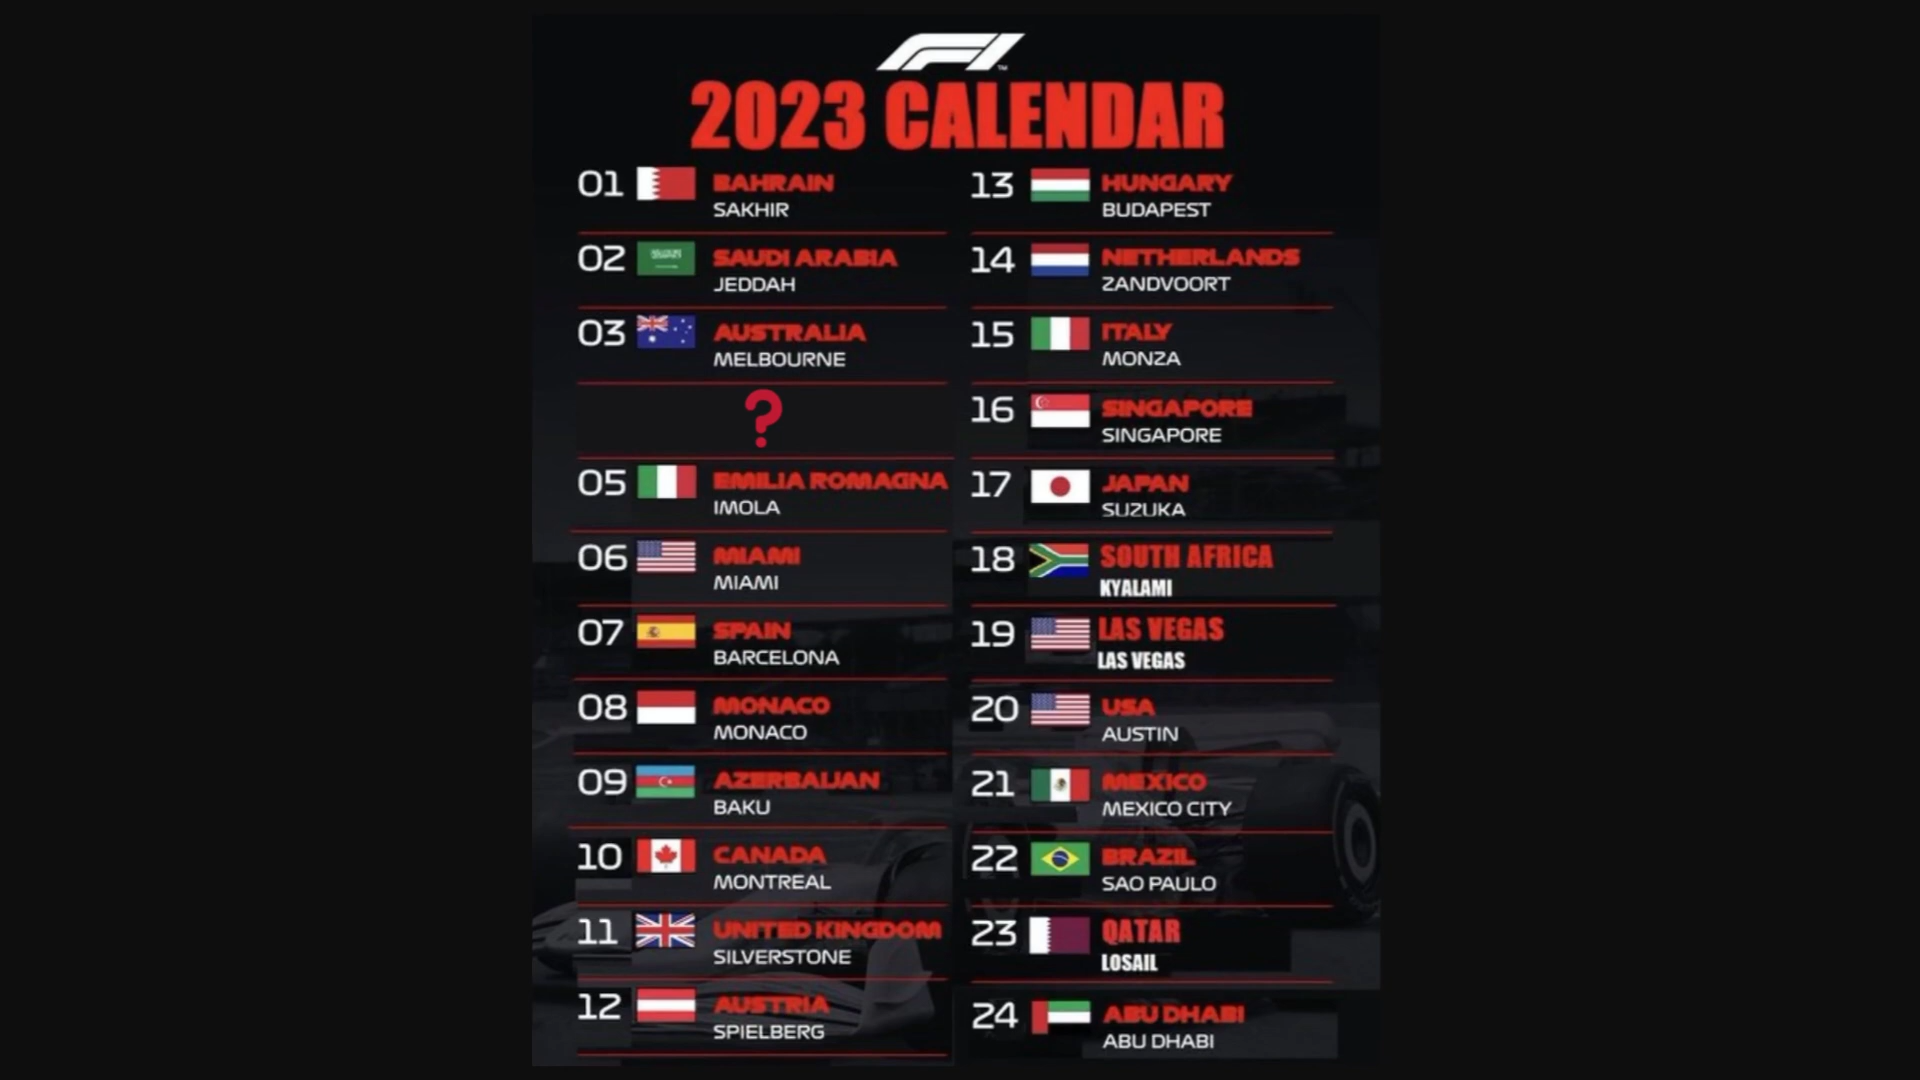 F1
2023 CALENDAR
01 BAHRAIN
SAKHIR
02 SAUDI ARABIA
JEDDAH
03 AUSTRALIA
MELBOURNE
?
05 EMILIA ROMAGNA
IMOLA
06 MIAMI
MIAMI
07 SPAIN
BARCELONA
08 MONACO
MONACO
09 AZERBAIJAN
BAKU
10 CANADA
MONTREAL
11 UNITED KINGDOM
SILVERSTONE
12 AUSTRIA
SPIELBERG
13 HUNGARY
BUDAPEST
14 NETHERLANDS
ZANDVOORT
15 ITALY
MONZA
16 SINGAPORE
SINGAPORE
17 JAPAN
SUZUKA
18 SOUTH AFRICA
KYALAMI
19 LAS VEGAS
LAS VEGAS
20 USA
AUSTIN
21 MEXICO
MEXICO CITY
22 BRAZIL
SAO PAULO
23 QATAR
LOSAIL
24 ABU DHABI
ABU DHABI